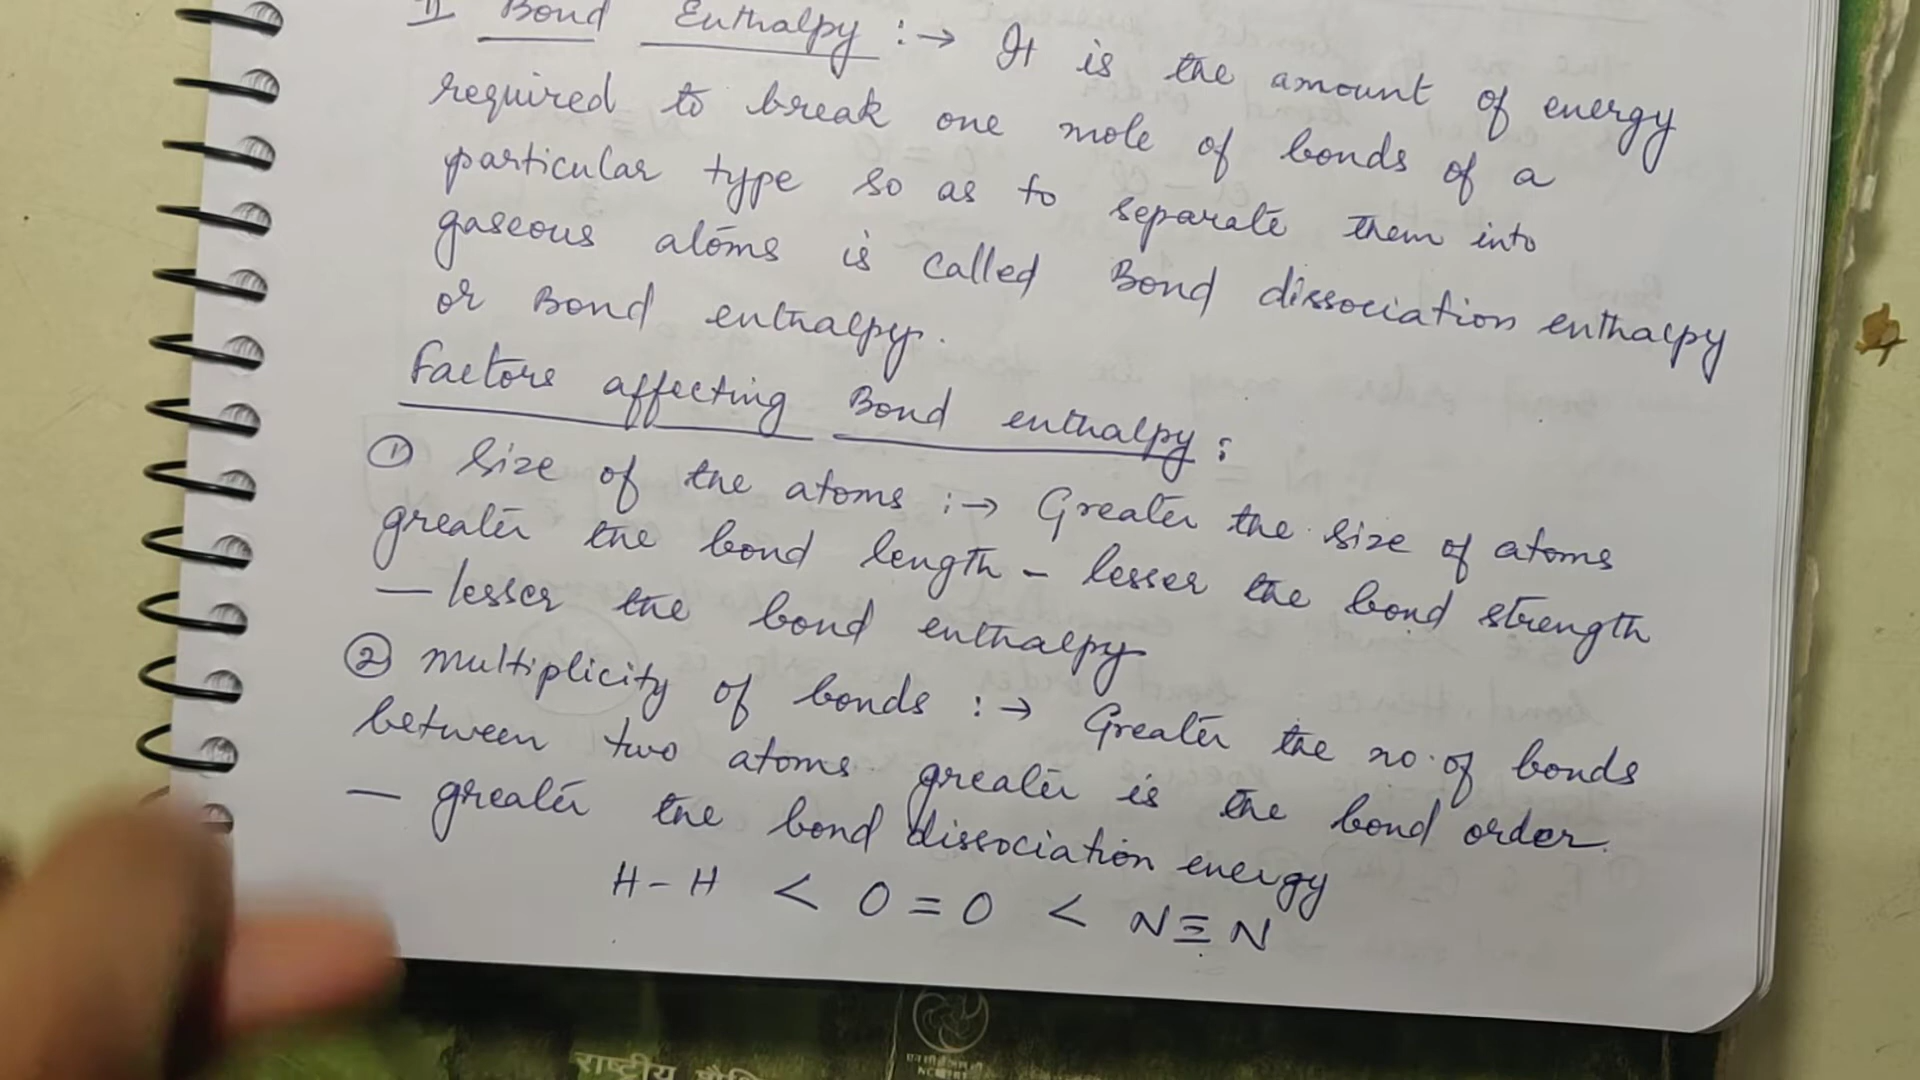 II Bond Enthalpy :→ It is the amount of energy
required to break one mole of bonds of a
particular type so as to separate them into
gaseous atoms is called Bond dissociation enthalpy
or Bond enthalpy.
Factors affecting Bond enthalpy :
① Size of the atoms :→ Greater the size of atoms
greater the bond length – lesser the bond strength
— lesser the bond enthalpy
② Multiplicity of bonds :→ Greater the no. of bonds
between two atoms greater is the bond order.
— greater the bond dissociation energy
H – H < O = O < N ≡ N
राष्ट्रीय